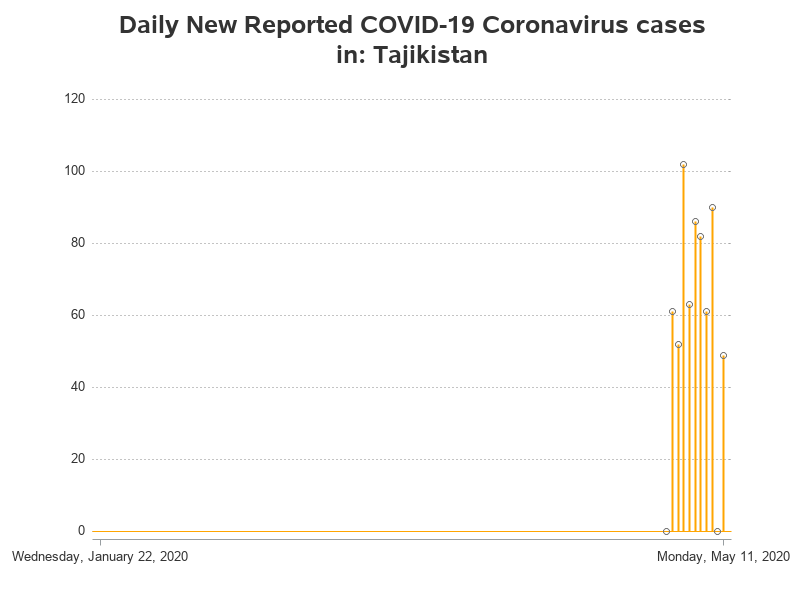 Daily New Reported COVID-19 Coronavirus cases
in: Tajikistan
120
100
80
60
40
20
0
Wednesday, January 22, 2020
Monday, May 11, 2020